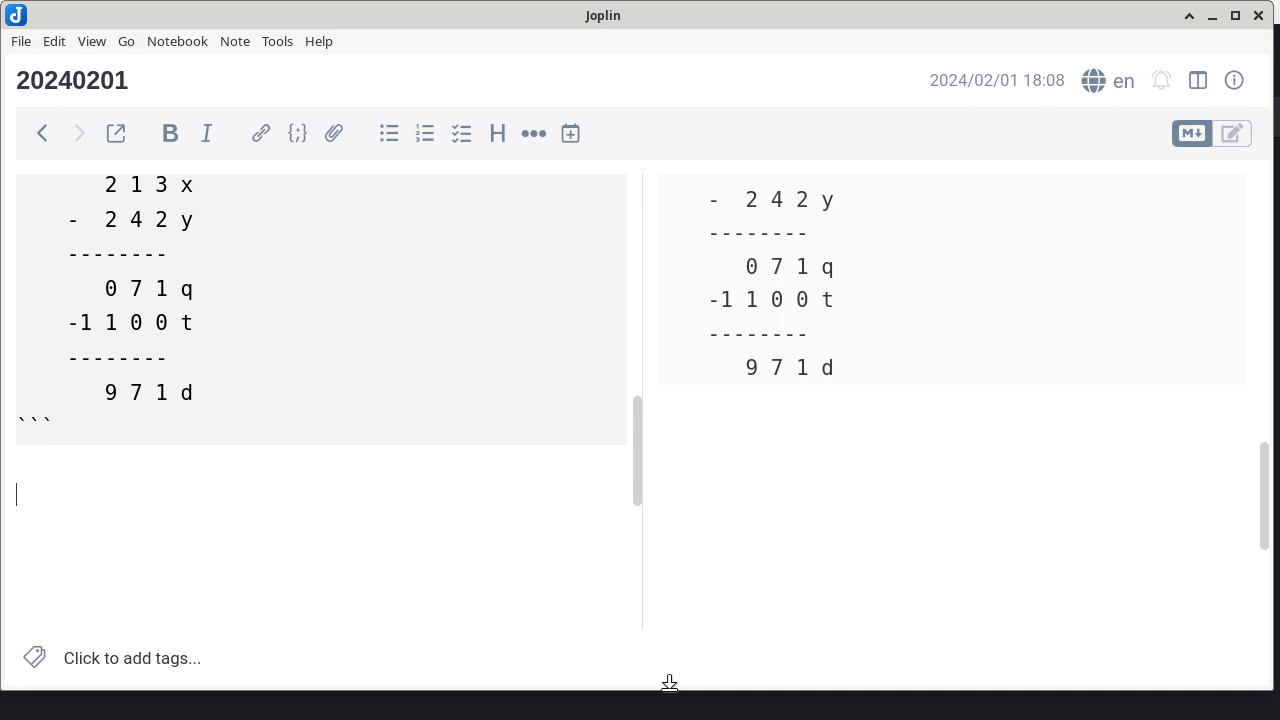 Joplin
File Edit View Go Notebook Note Tools Help
20240201
2024/02/01 18:08 en
B I H M↓
2 1 3 x
- 2 4 2 y
--------
0 7 1 q
-1 1 0 0 t
--------
9 7 1 d
```
- 2 4 2 y
--------
0 7 1 q
-1 1 0 0 t
--------
9 7 1 d
Click to add tags...